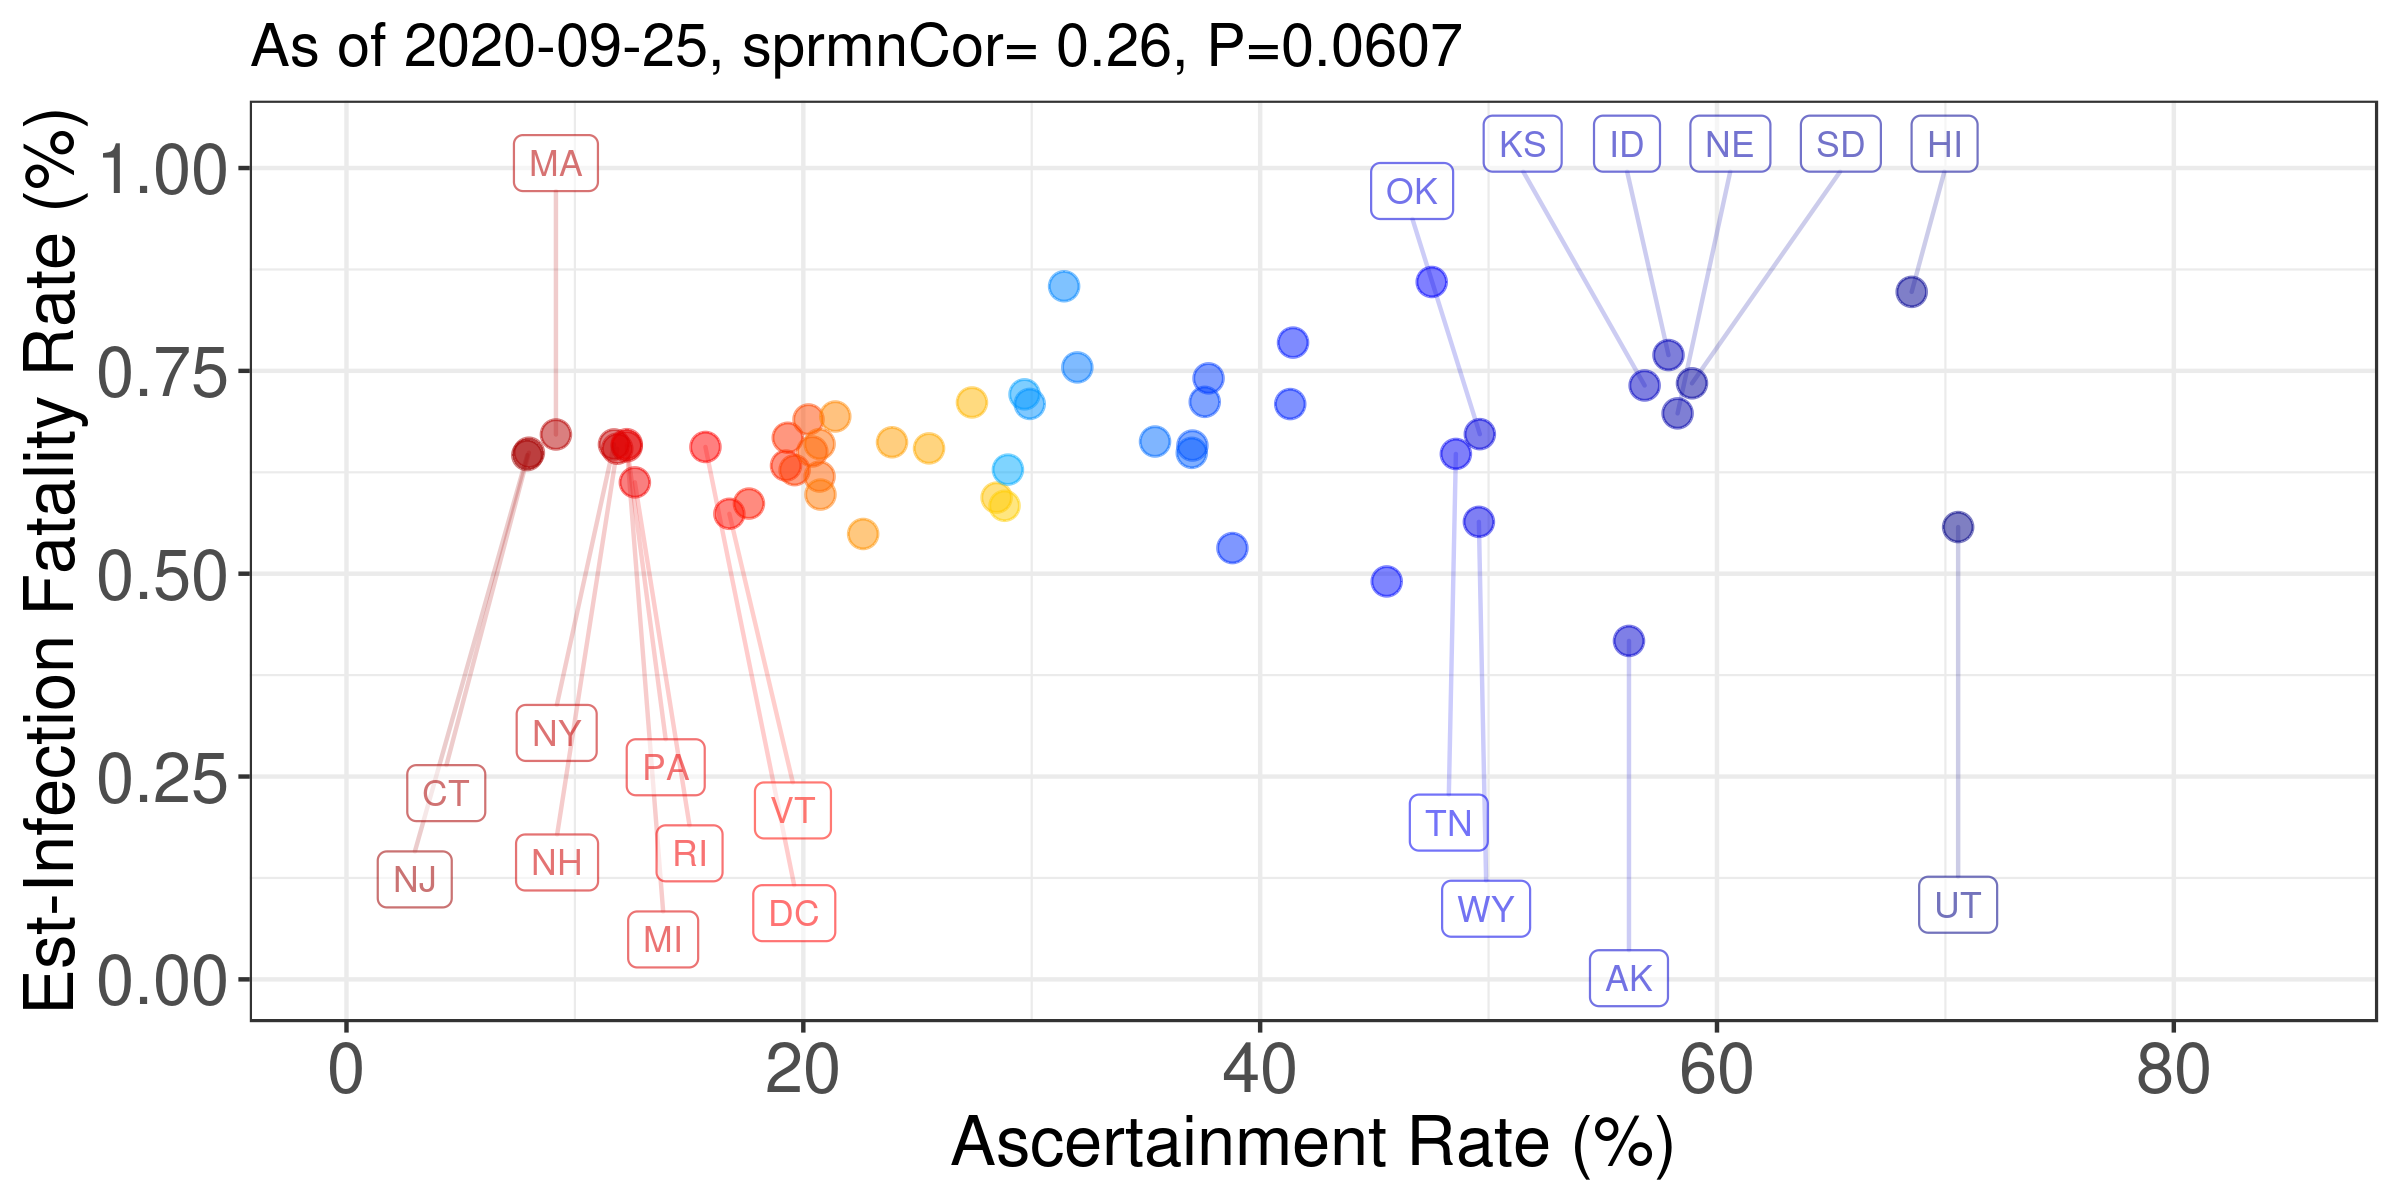 As of 2020-09-25, sprmnCor= 0.26, P=0.0607
Est-Infection Fatality Rate (%)
1.00
0.75
0.50
0.25
0.00
MA
OK
KS
ID
NE
SD
HI
NY
PA
CT
VT
TN
RI
NH
NJ
DC
WY
UT
MI
AK
0
20
40
60
80
Ascertainment Rate (%)